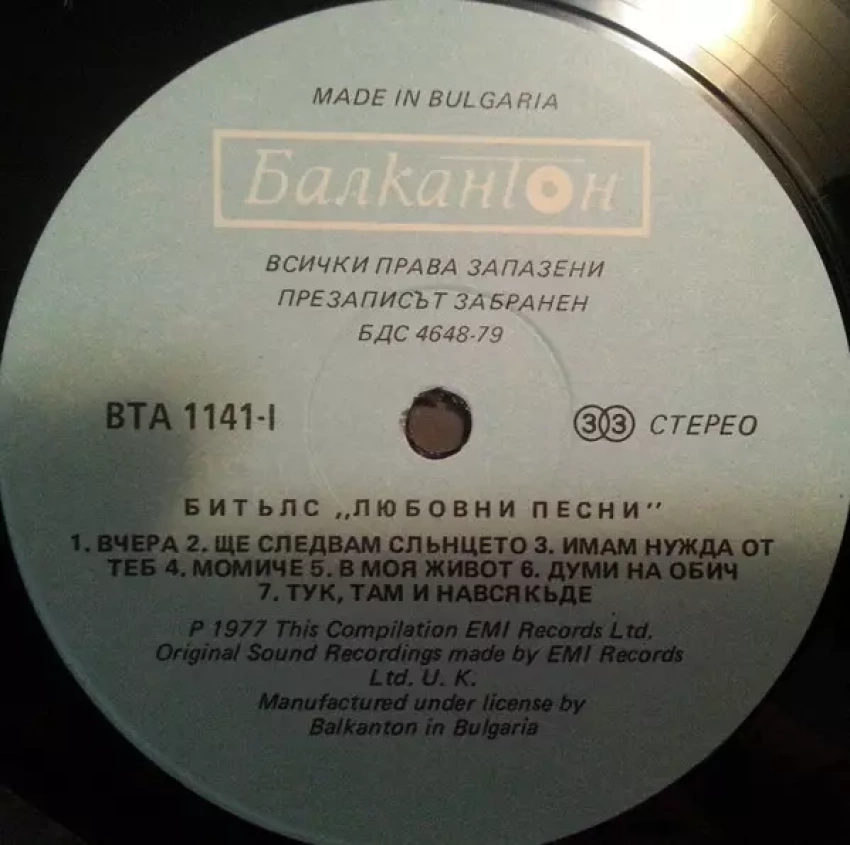 MADE IN BULGARIA
Балкантон
ВСИЧКИ ПРАВА ЗАПАЗЕНИ
ПРЕЗАПИСЪТ ЗАБРАНЕН
БДС 4648-79
ВТА 1141-I
33 СТЕРЕО
БИТЬЛС „ЛЮБОВНИ ПЕСНИ"
1. ВЧЕРА 2. ЩЕ СЛЕДВАМ СЛЬНЦЕТО 3. ИМАМ НУЖДА ОТ
ТЕБ 4. МОМИЧЕ 5. В МОЯ ЖИВОТ 6. ДУМИ НА ОБИЧ
7. ТУК, ТАМ И НАВСЯКЬДЕ
P 1977 This Compilation EMI Records Ltd.
Original Sound Recordings made by EMI Records
Ltd. U. K.
Manufactured under license by
Balkanton in Bulgaria